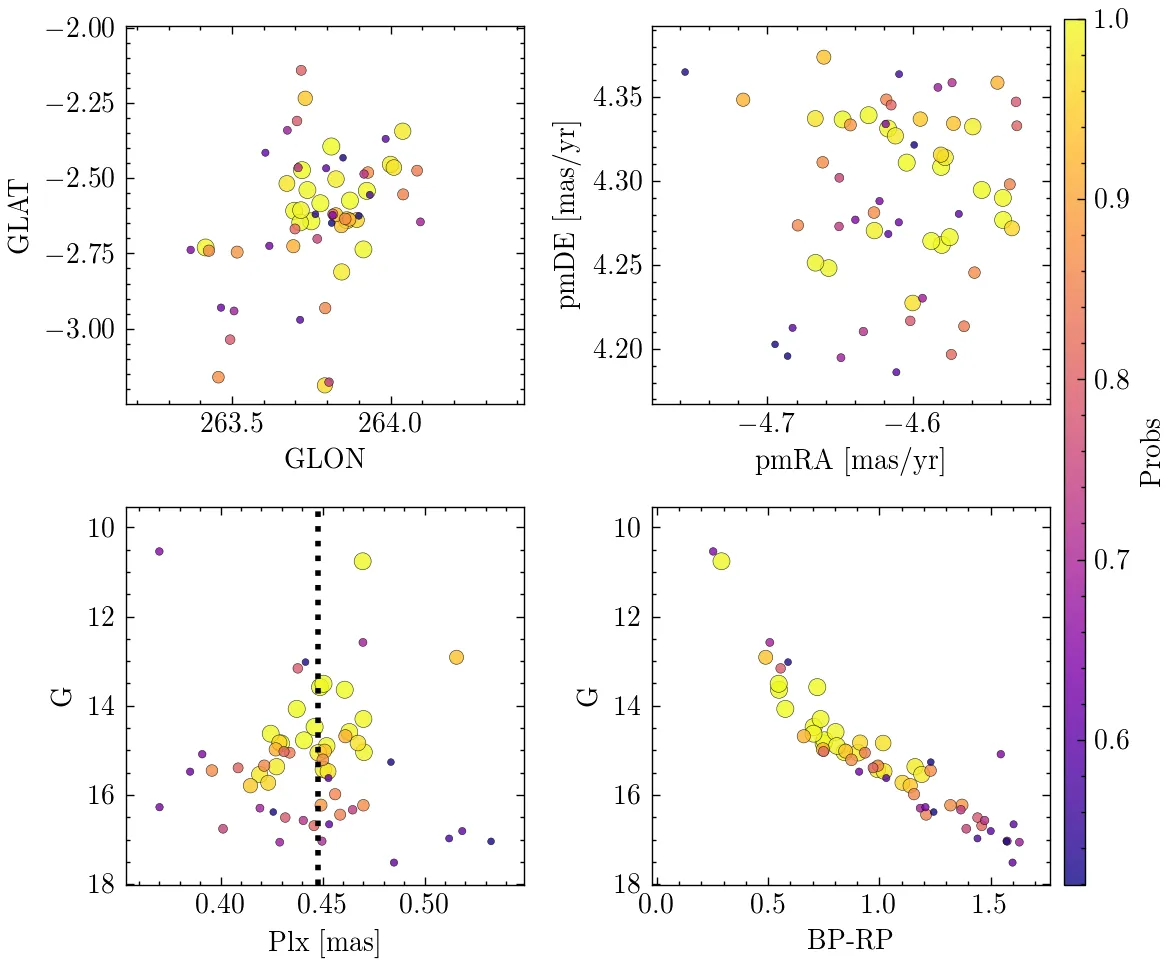 −2.00
−2.25
−2.50
−2.75
−3.00
GLAT
263.5 264.0
GLON
4.35
4.30
4.25
4.20
pmDE [mas/yr]
−4.7 −4.6
pmRA [mas/yr]
10
12
14
16
18
G
0.40 0.45 0.50
Plx [mas]
10
12
14
16
18
G
0.0 0.5 1.0 1.5
BP-RP
1.0
0.9
0.8
0.7
0.6
Probs